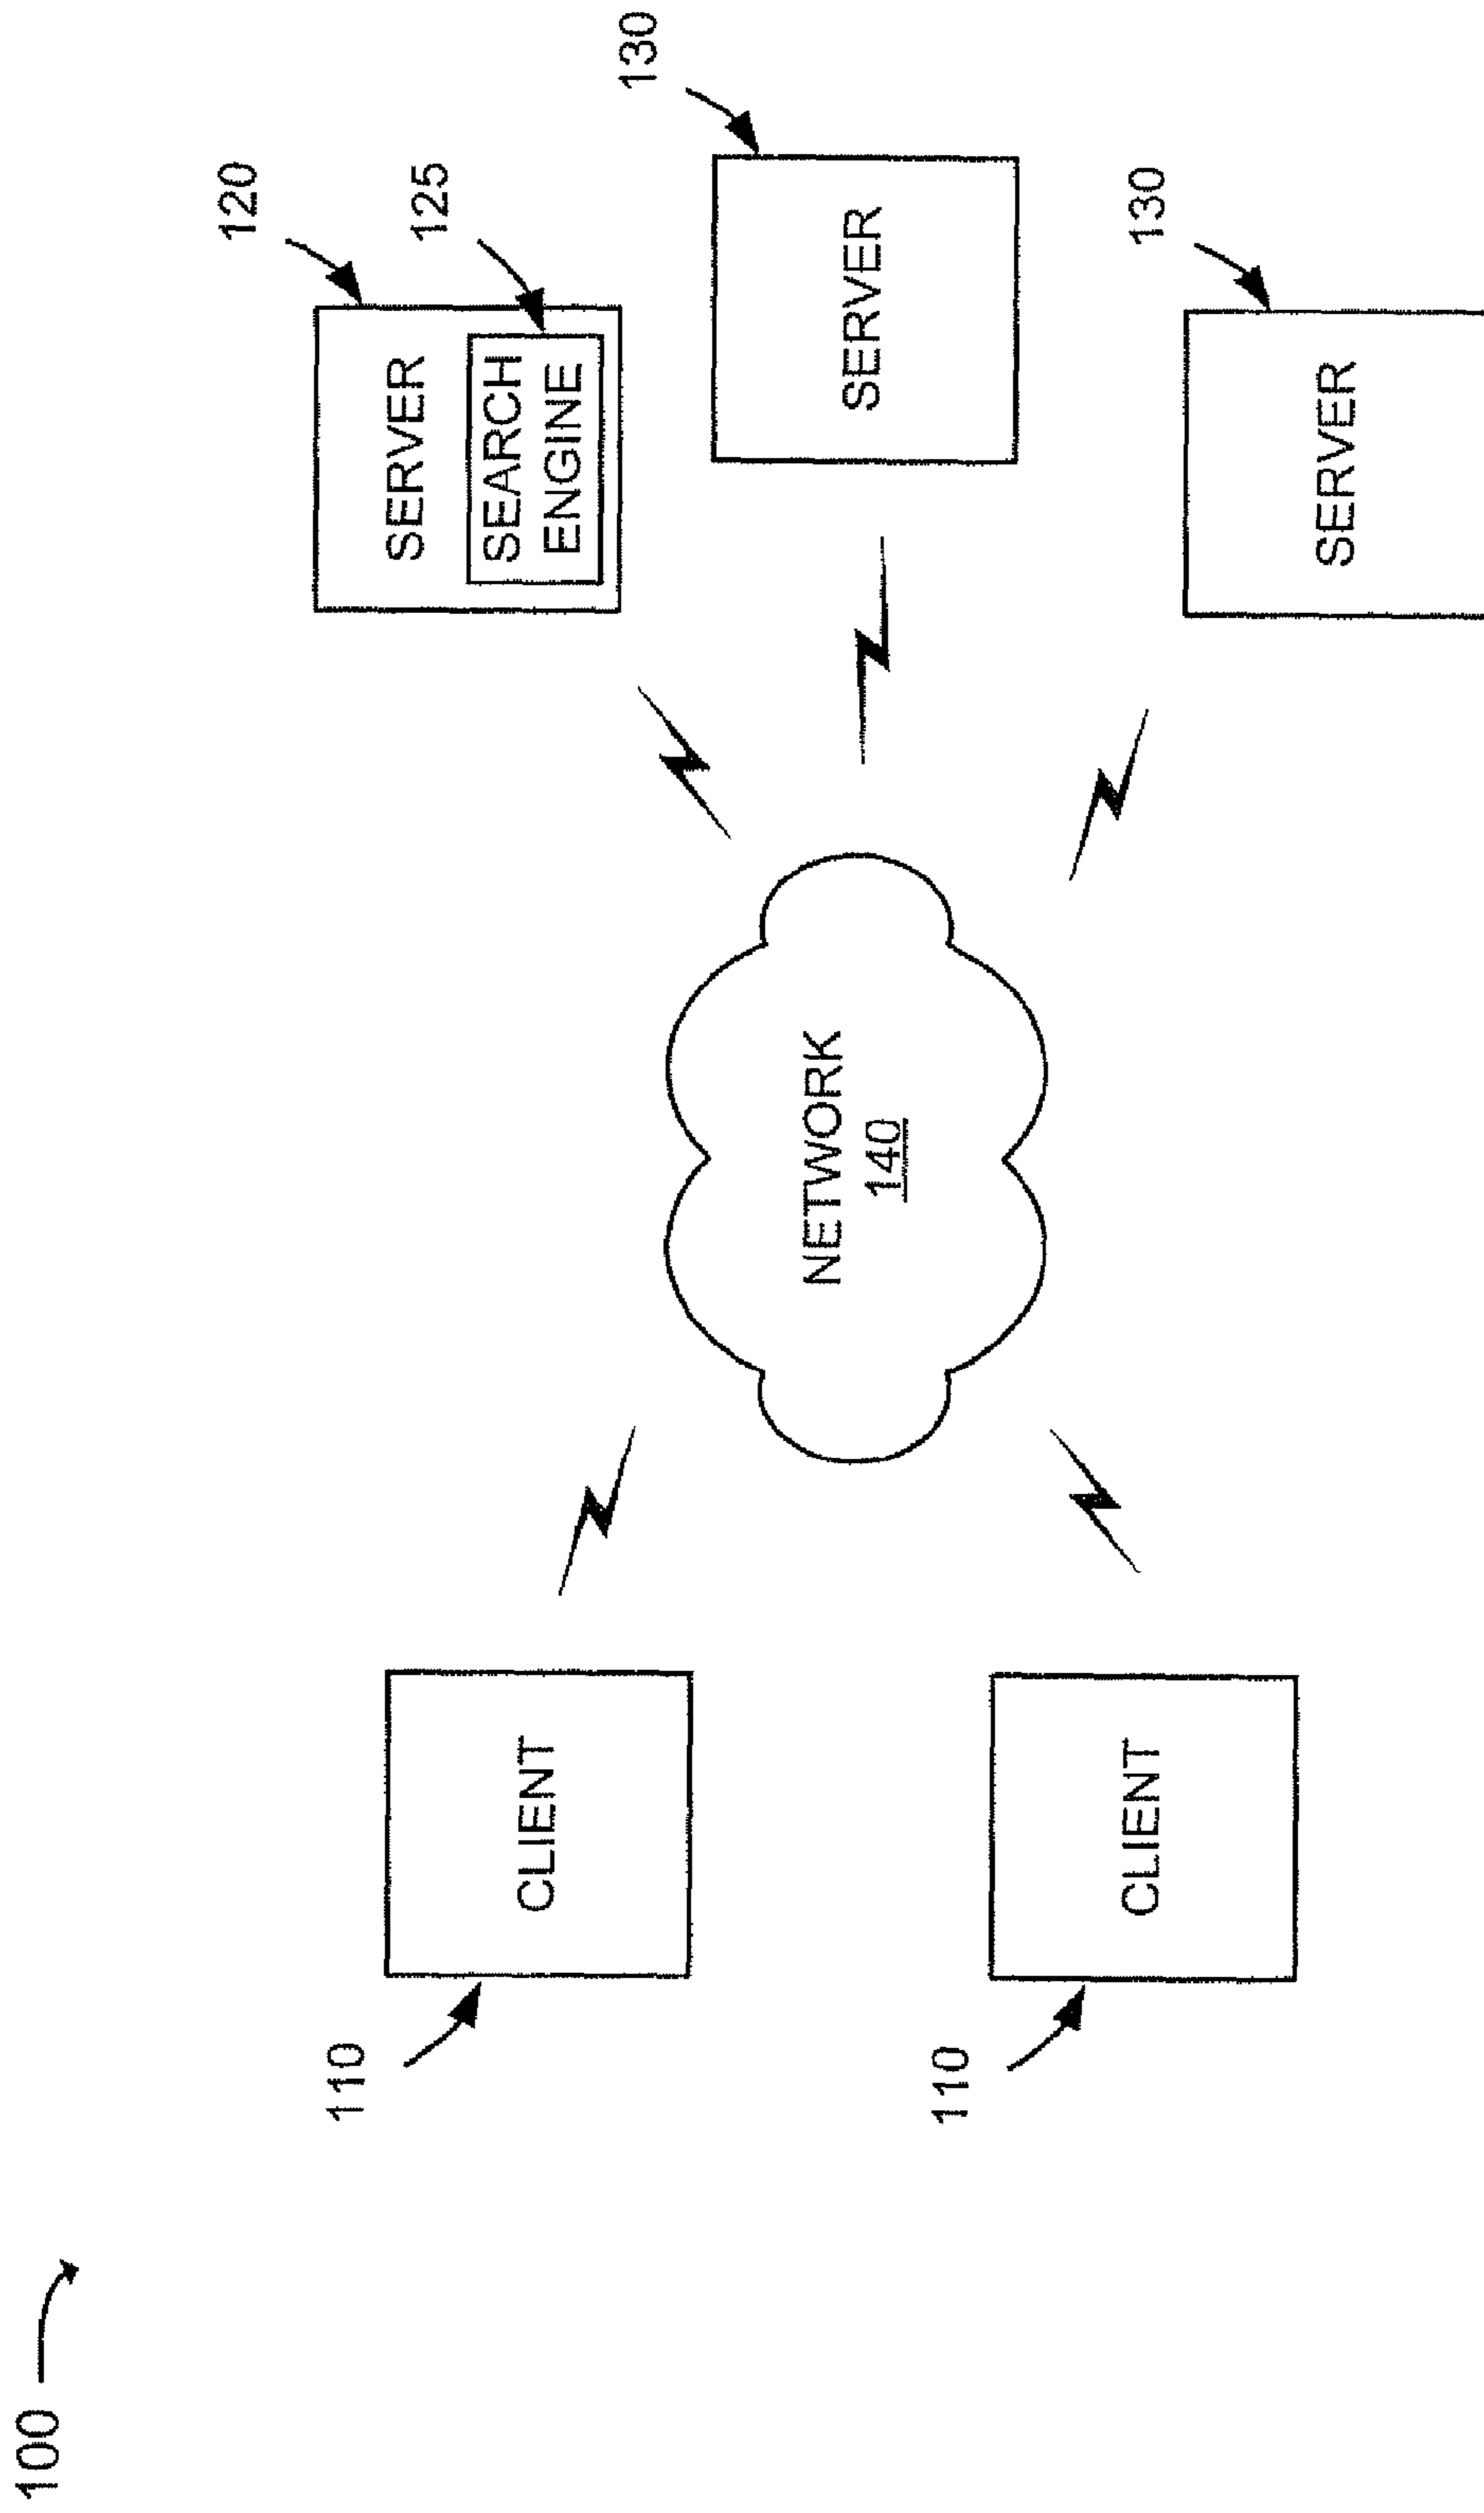 120
SERVER
125
SEARCH
ENGINE
110
CLIENT
130
SERVER
NETWORK
140
110
CLIENT
130
SERVER
100